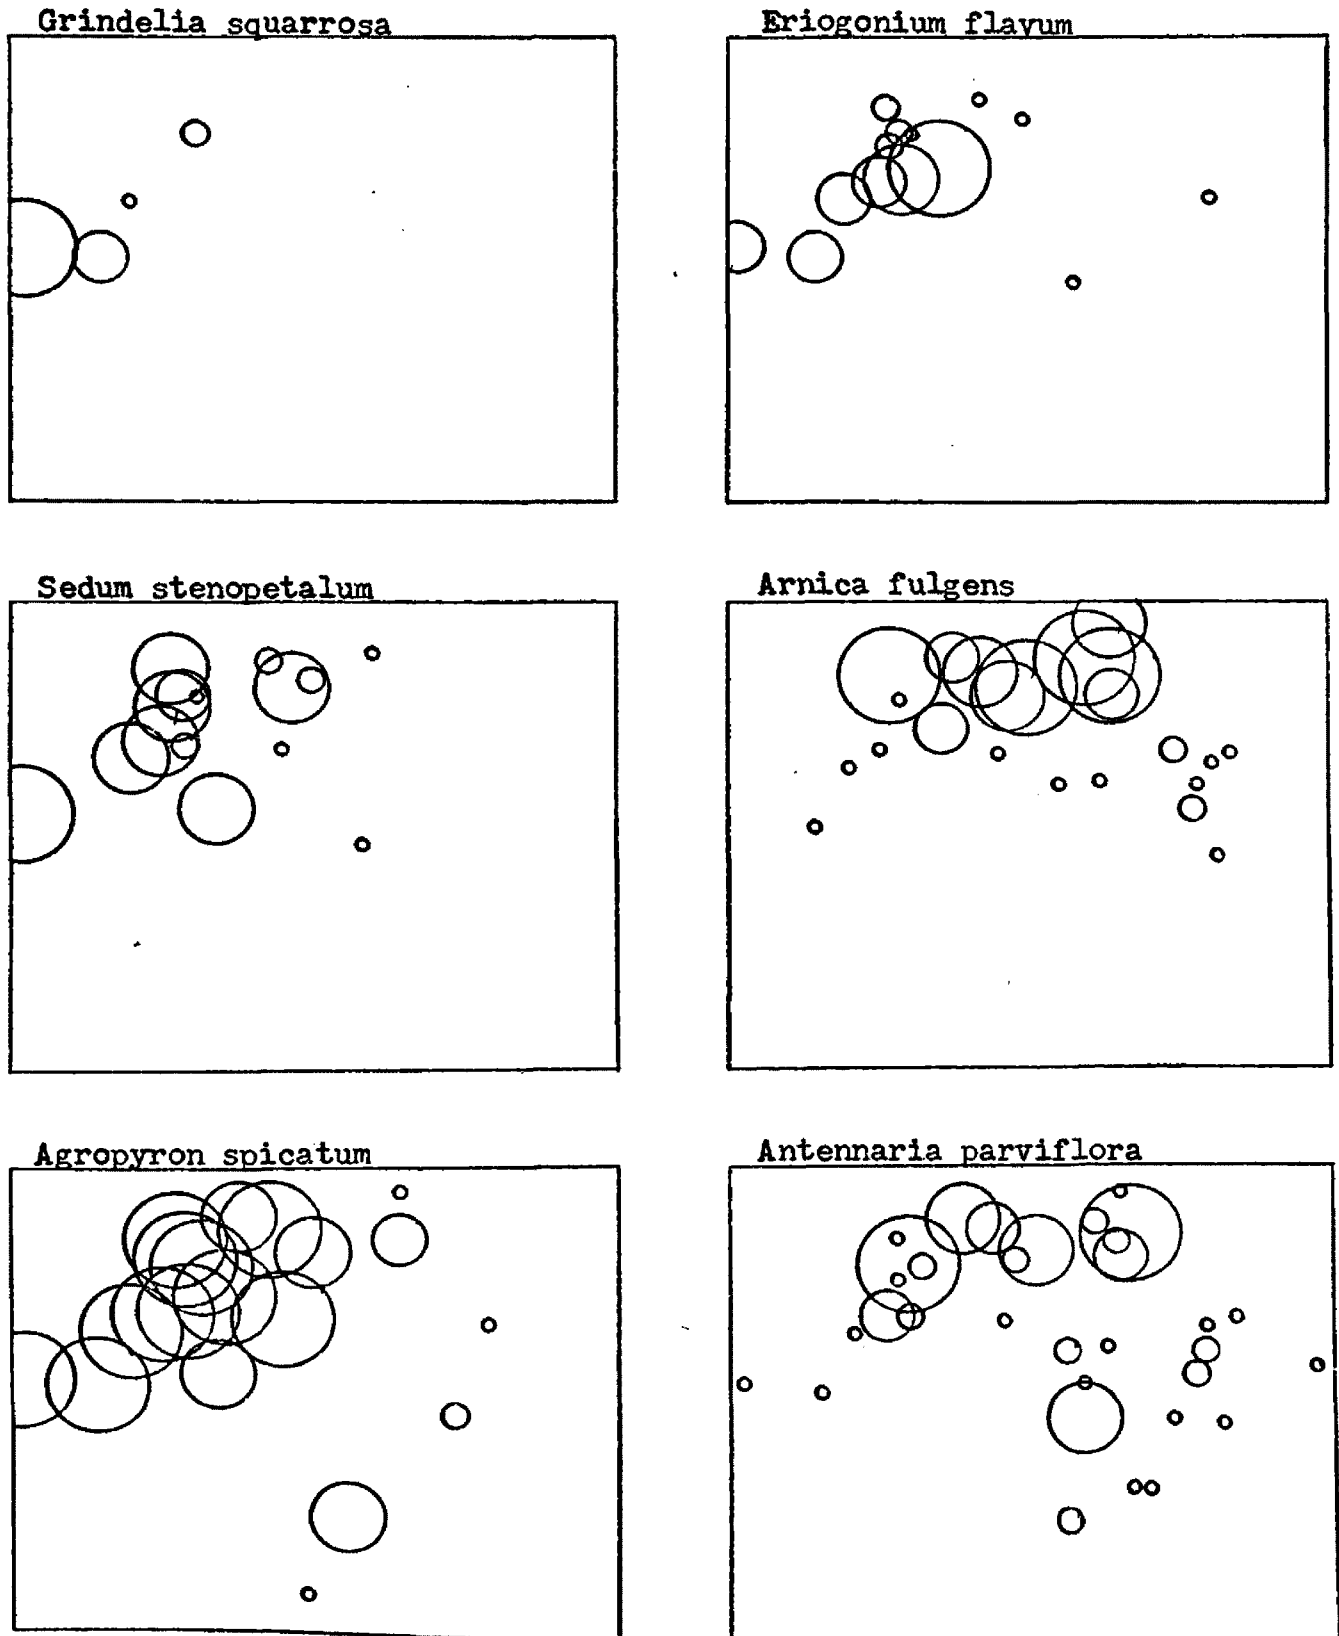 Grindelia squarrosa
Eriogonium flavum
Sedum stenopetalum
Arnica fulgens
Agropyron spicatum
Antennaria parviflora